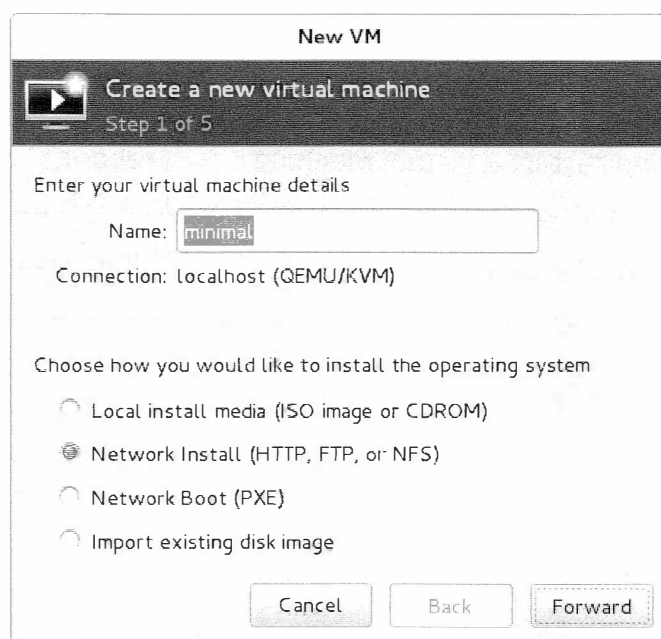 New VM
Create a new virtual machine
Step 1 of 5
Enter your virtual machine details
Name: minimal
Connection: localhost (QEMU/KVM)
Choose how you would like to install the operating system
Local install media (ISO image or CDROM)
Network Install (HTTP, FTP, or NFS)
Network Boot (PXE)
Import existing disk image
Cancel Back Forward